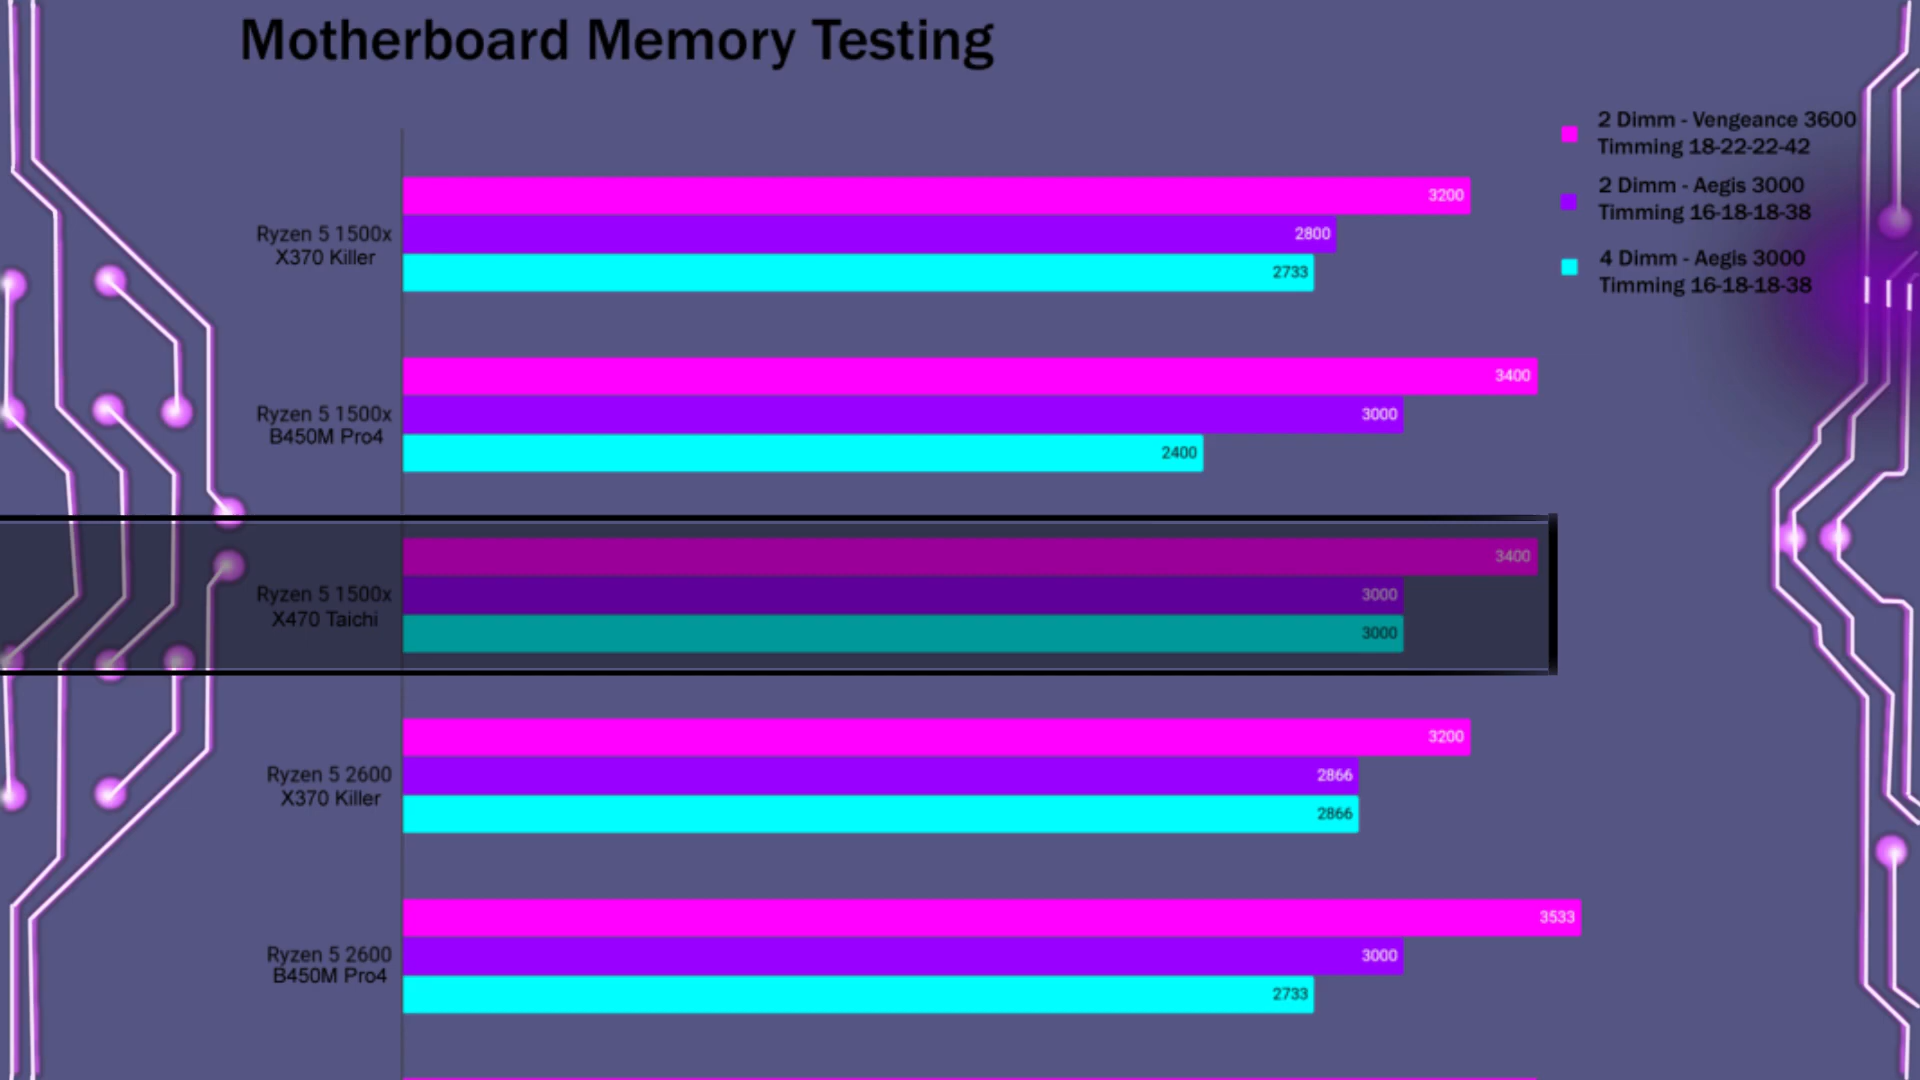 Motherboard Memory Testing
2 Dimm - Vengeance 3600
Timming 18-22-22-42
2 Dimm - Aegis 3000
Timming 16-18-18-38
4 Dimm - Aegis 3000
Timming 16-18-18-38
Ryzen 5 1500x
X370 Killer
3200
2800
2733
Ryzen 5 1500x
B450M Pro4
3400
3000
2400
Ryzen 5 1500x
X470 Taichi
3400
3000
3000
Ryzen 5 2600
X370 Killer
3200
2866
2866
Ryzen 5 2600
B450M Pro4
3533
3000
2733